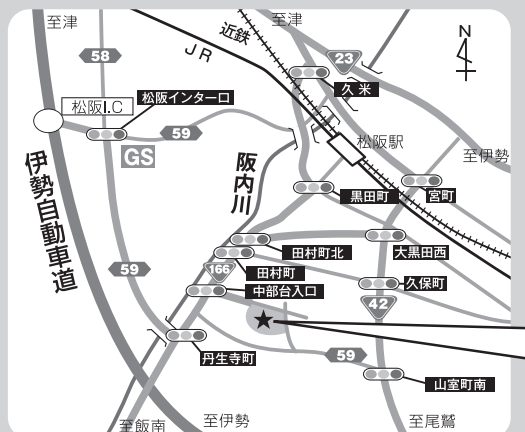 至津
近鉄
至津
JR
58
23
N
4
久米
松阪I.C
松阪インター口
59
GS
松阪駅
至伊勢
阪内川
伊勢自動車道
黒田町
宮町
田村町北
大黒田西
田村町
166
中部台入口
久保町
59
42
★
丹生寺町
59
山室町南
至飯南
至伊勢
至尾鷲